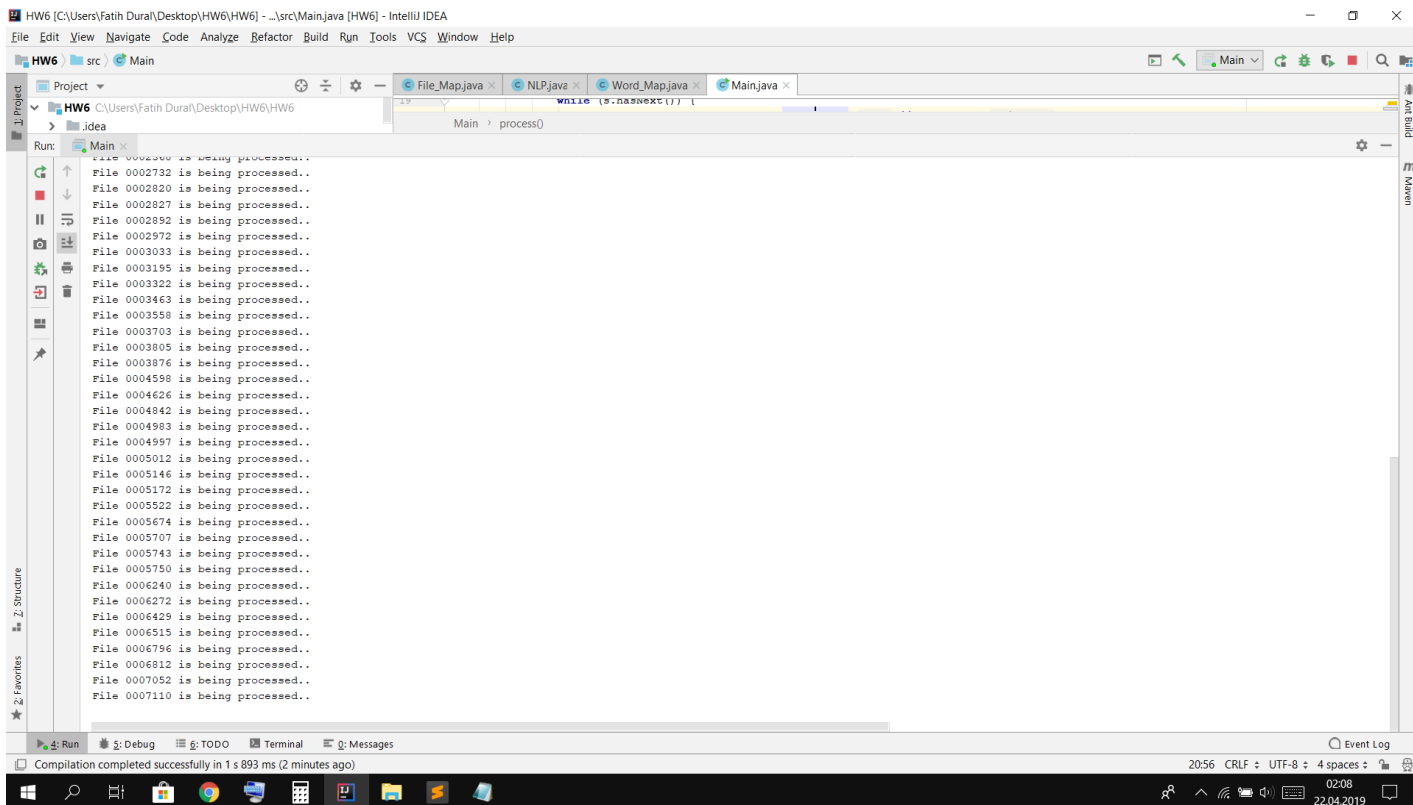 HW6 [C:\Users\Fatih Dural\Desktop\HW6\HW6] - ...\src\Main.java [HW6] - IntelliJ IDEA
File Edit View Navigate Code Analyze Refactor Build Run Tools VCS Window Help
HW6 src Main
Main
1: Project
Project
File_Map.java NLP.java Word_Map.java Main.java
HW6 C:\Users\Fatih Dural\Desktop\HW6\HW6
19 while (s.hasNext()) {
.idea
Main > process()
Ant Build
Maven
Run: Main
File 0002732 is being processed..
File 0002820 is being processed..
File 0002827 is being processed..
File 0002892 is being processed..
File 0002972 is being processed..
File 0003033 is being processed..
File 0003195 is being processed..
File 0003322 is being processed..
File 0003463 is being processed..
File 0003558 is being processed..
File 0003703 is being processed..
File 0003805 is being processed..
File 0003876 is being processed..
File 0004598 is being processed..
File 0004626 is being processed..
File 0004842 is being processed..
File 0004983 is being processed..
File 0004997 is being processed..
File 0005012 is being processed..
File 0005146 is being processed..
File 0005172 is being processed..
File 0005522 is being processed..
File 0005674 is being processed..
File 0005707 is being processed..
File 0005743 is being processed..
File 0005750 is being processed..
File 0006240 is being processed..
File 0006272 is being processed..
File 0006429 is being processed..
File 0006515 is being processed..
File 0006796 is being processed..
File 0006812 is being processed..
File 0007052 is being processed..
File 0007110 is being processed..
Z: Structure
2: Favorites
4: Run 5: Debug 6: TODO Terminal 0: Messages
Event Log
Compilation completed successfully in 1 s 893 ms (2 minutes ago)
20:56 CRLF UTF-8 4 spaces
02:08
22.04.2019